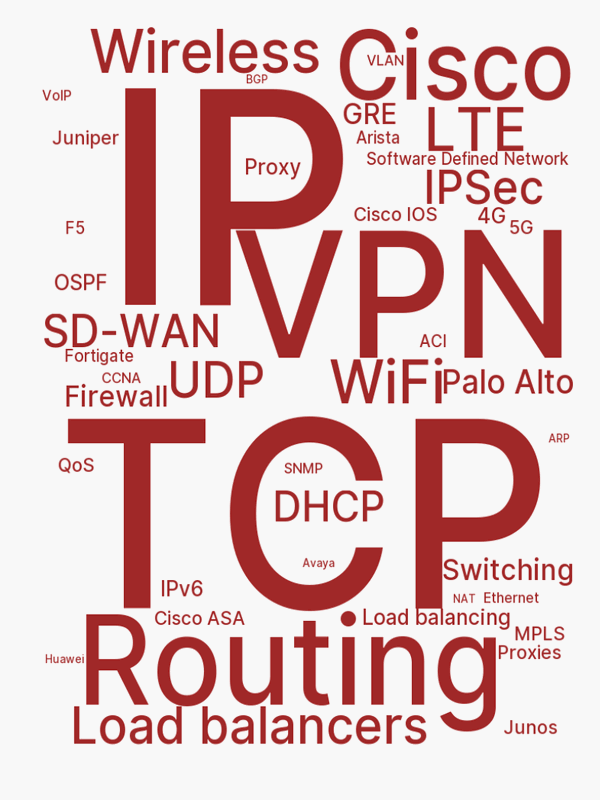 Wireless
Cisco
VLAN
BGP
VoIP
IP
GRE
LTE
Juniper
Arista
Software Defined Network
Proxy
IPSec
Cisco IOS
4G
5G
F5
VPN
OSPF
SD-WAN
ACI
Fortigate
WiFi
Palo Alto
UDP
CCNA
Firewall
TCP
ARP
QoS
SNMP
DHCP
Avaya
Switching
IPv6
NAT
Ethernet
Cisco ASA
Load balancing
MPLS
Routing
Proxies
Huawei
Load balancers
Junos